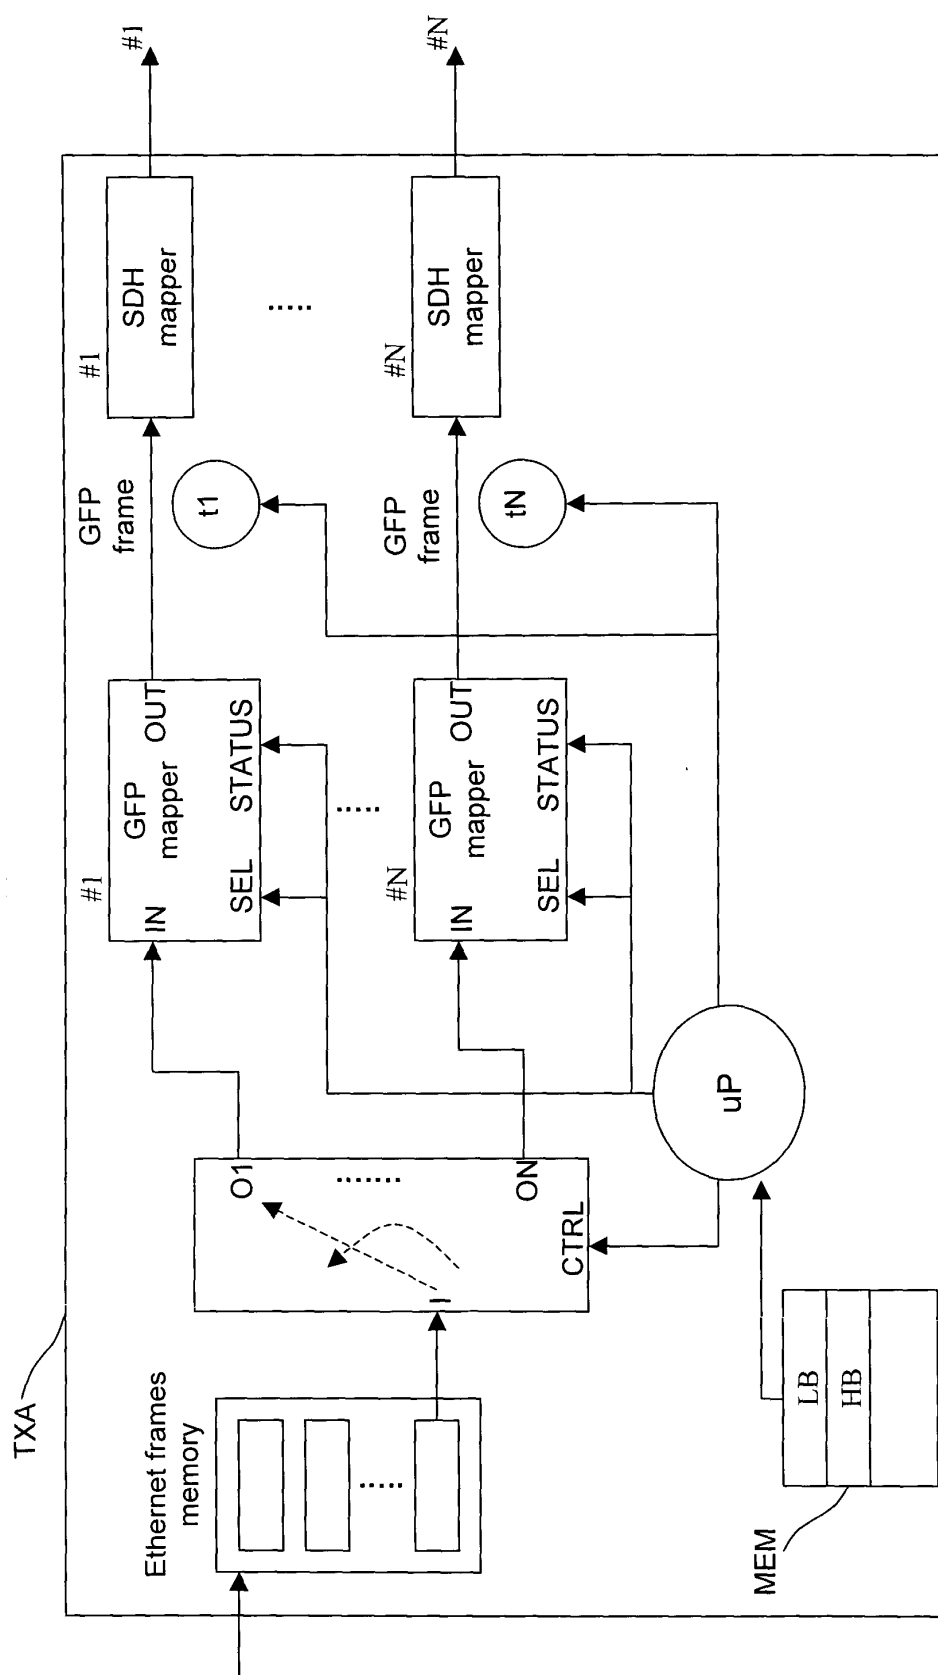 TXA
Ethernet frames
memory
I
O1
.......
ON
CTRL
#1
IN
GFP
mapper
OUT
SEL
STATUS
.....
#N
IN
GFP
mapper
OUT
SEL
STATUS
GFP
frame
t1
GFP
frame
tN
#1
SDH
mapper
.....
#N
SDH
mapper
#1
#N
uP
MEM
LB
HB
.....